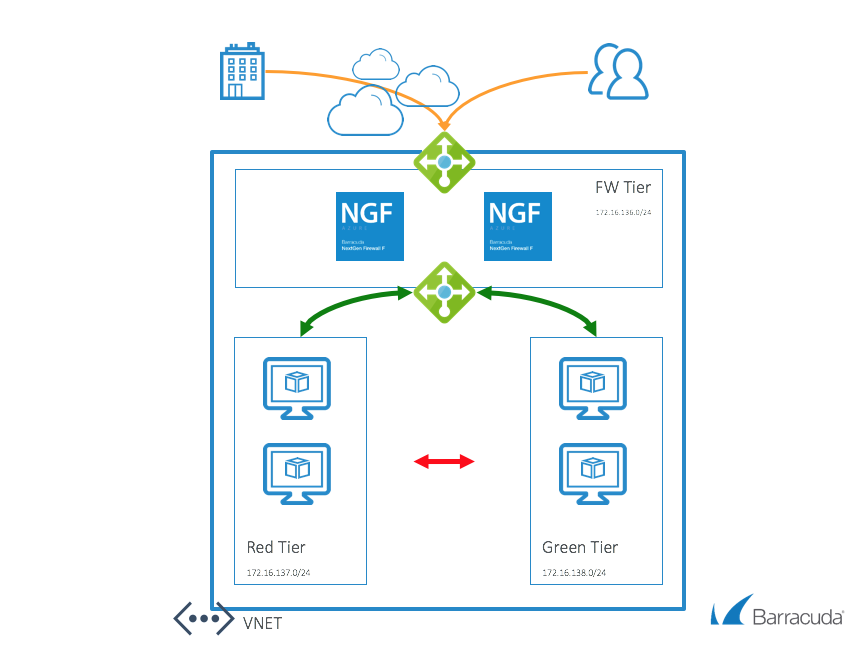 FW Tier
172.16.136.0/24
NGF
AZURE
Barracuda
NextGen Firewall F
NGF
AZURE
Barracuda
NextGen Firewall F
Red Tier
172.16.137.0/24
Green Tier
172.16.138.0/24
VNET
Barracuda